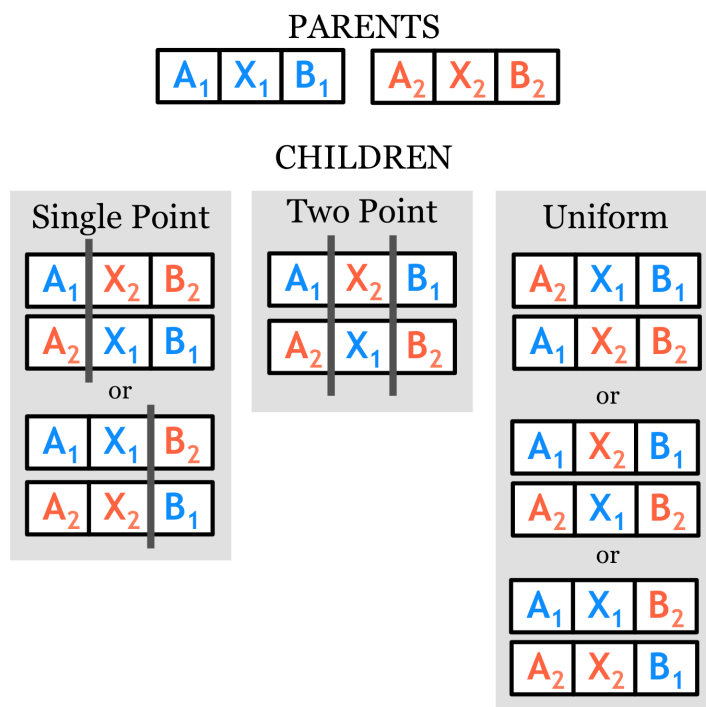 PARENTS
A₁ X₁ B₁ A₂ X₂ B₂
CHILDREN
Single Point
A₁ X₂ B₂
A₂ X₁ B₁
or
A₁ X₁ B₂
A₂ X₂ B₁
Two Point
A₁ X₂ B₁
A₂ X₁ B₂
Uniform
A₂ X₁ B₁
A₁ X₂ B₂
or
A₁ X₂ B₁
A₂ X₁ B₂
or
A₁ X₁ B₂
A₂ X₂ B₁